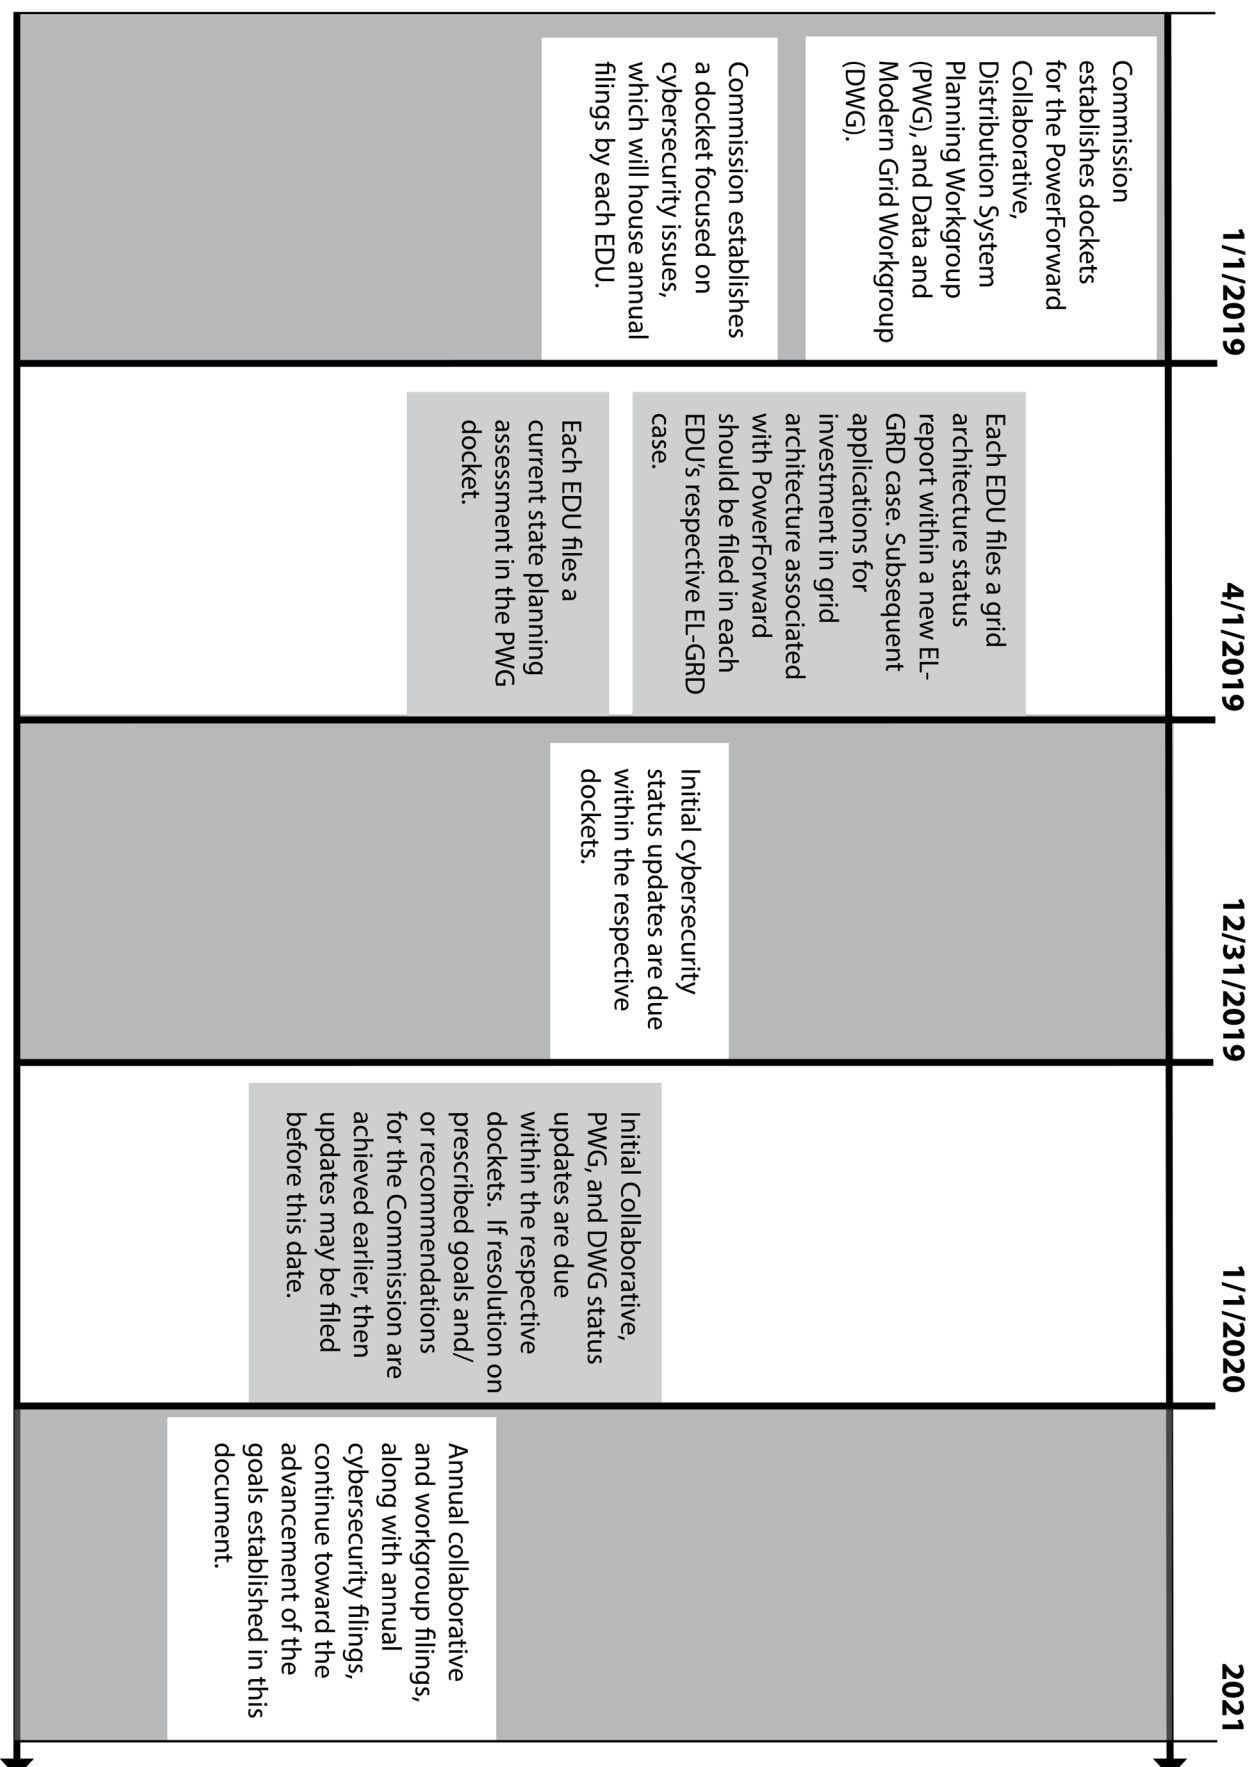 1/1/2019
Commission
establishes dockets
for the PowerForward
Collaborative,
Distribution System
Planning Workgroup
(PWG), and Data and
Modern Grid Workgroup
(DWG).
Commission establishes
a docket focused on
cybersecurity issues,
which will house annual
filings by each EDU.
4/1/2019
Each EDU files a grid
architecture status
report within a new EL-
GRD case. Subsequent
applications for
investment in grid
architecture associated
with PowerForward
should be filed in each
EDU’s respective EL-GRD
case.
Each EDU files a
current state planning
assessment in the PWG
docket.
12/31/2019
Initial cybersecurity
status updates are due
within the respective
dockets.
1/1/2020
Initial Collaborative,
PWG, and DWG status
updates are due
within the respective
dockets. If resolution on
prescribed goals and/
or recommendations
for the Commission are
achieved earlier, then
updates may be filed
before this date.
2021
Annual collaborative
and workgroup filings,
along with annual
cybersecurity filings,
continue toward the
advancement of the
goals established in this
document.